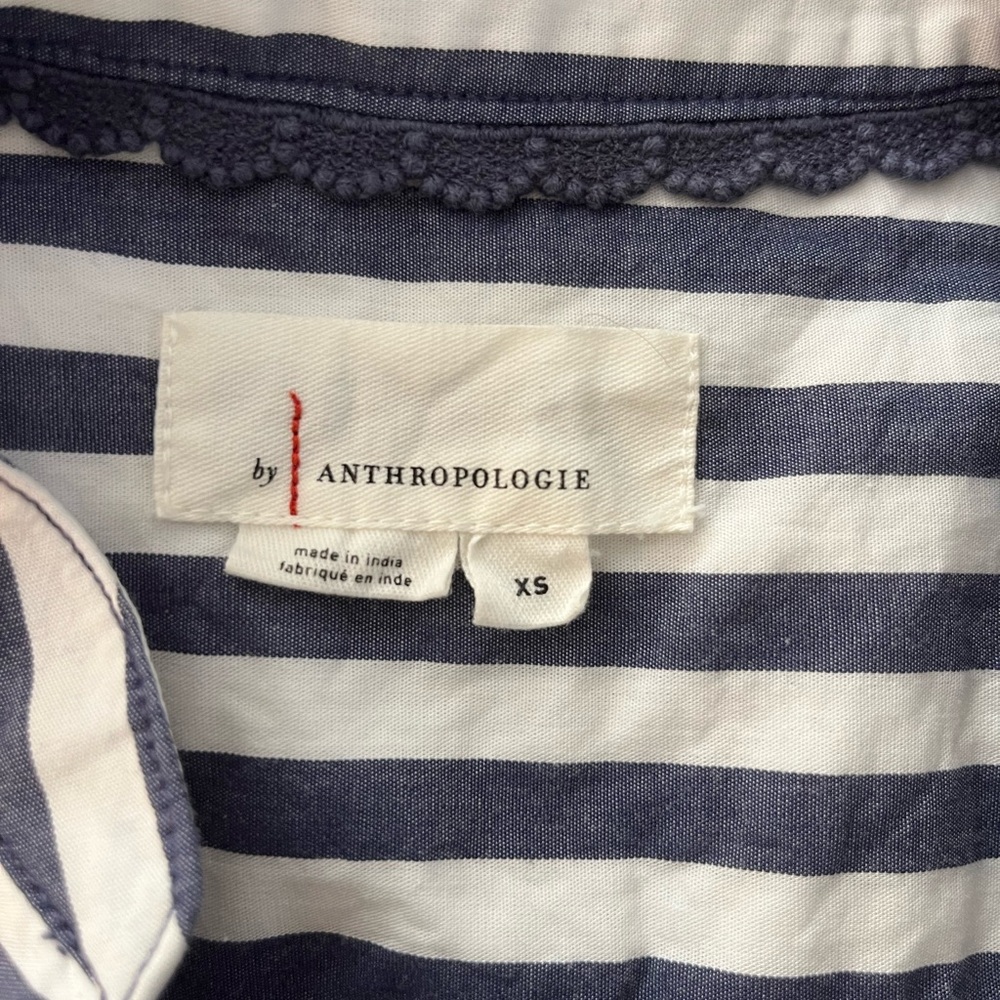 by ANTHROPOLOGIE
made in india
fabriqué en inde
XS